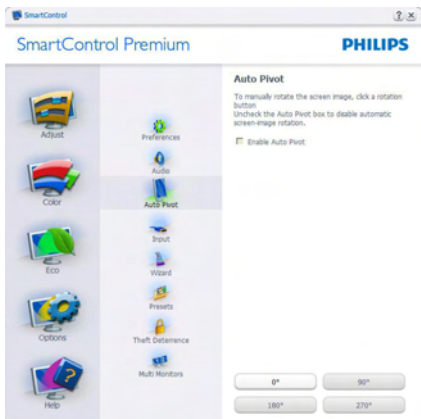 SmartControl
SmartControl Premium
PHILIPS
Adjust
Color
Eco
Options
Help
Preferences
Audio
Auto Pivot
Input
Wizard
Presets
Theft Deterrence
Multi Monitors
Auto Pivot
To manually rotate the screen image, click a rotation
button
Uncheck the Auto Pivot box to disable automatic
screen-image rotation.
Enable Auto Pivot
0°
90°
180°
270°